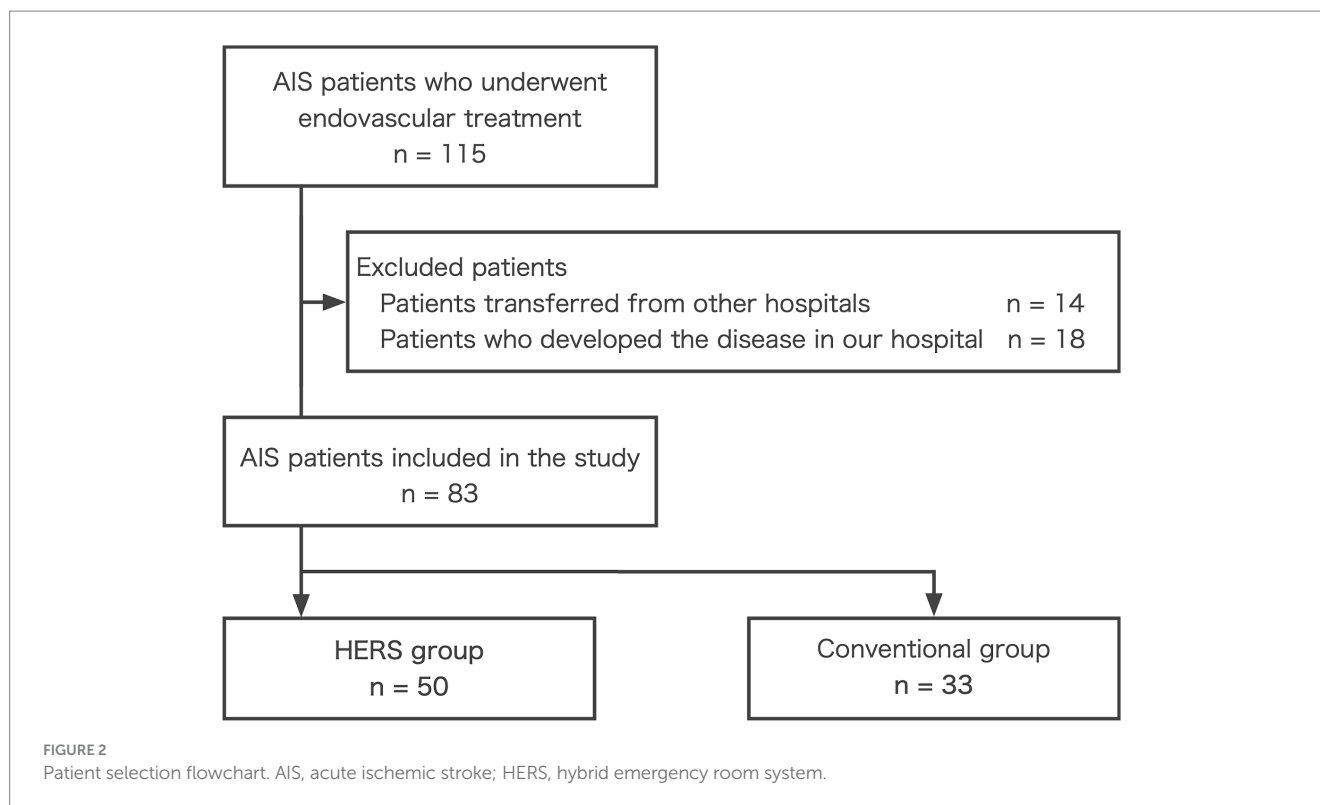 AIS patients who underwent
endovascular treatment
n = 115
Excluded patients
Patients transferred from other hospitals n = 14
Patients who developed the disease in our hospital n = 18
AIS patients included in the study
n = 83
HERS group
n = 50
Conventional group
n = 33
FIGURE 2
Patient selection flowchart. AIS, acute ischemic stroke; HERS, hybrid emergency room system.